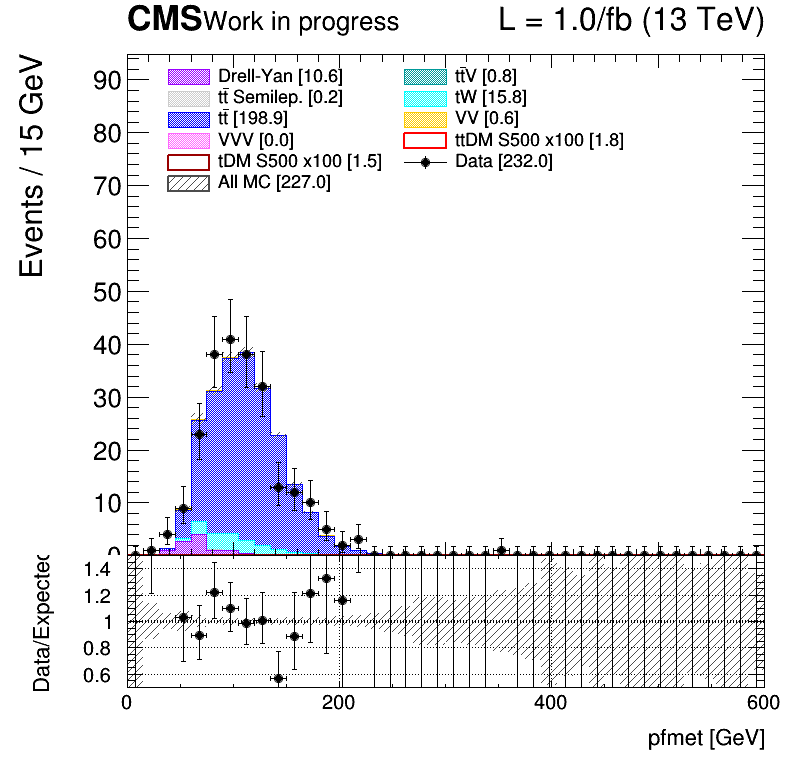 CMS Work in progress L = 1.0/fb (13 TeV)
Events / 15 GeV
90
80
70
60
50
40
30
20
10
0
Drell-Yan [10.6] tt̄V [0.8]
tt̄ Semilep. [0.2] tW [15.8]
tt̄ [198.9] VV [0.6]
VVV [0.0] ttDM S500 x100 [1.8]
tDM S500 x100 [1.5] Data [232.0]
All MC [227.0]
Data/Expected
1.4
1.2
1
0.8
0.6
0 200 400 600
pfmet [GeV]